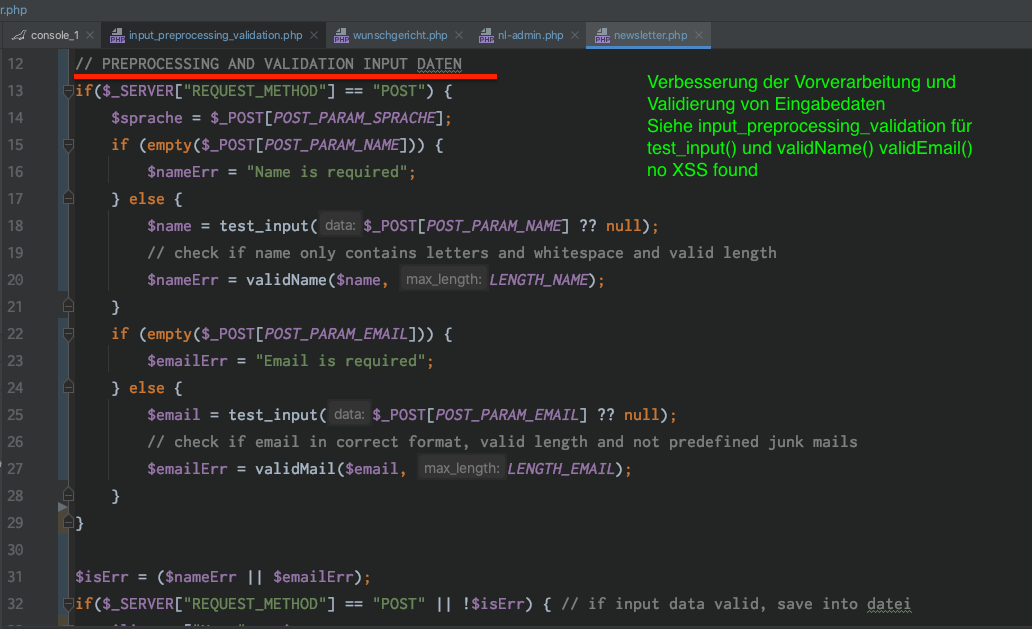 r.php
console_1
input_preprocessing_validation.php
wunschgericht.php
nl-admin.php
newsletter.php
12 // PREPROCESSING AND VALIDATION INPUT DATEN
13 if($_SERVER["REQUEST_METHOD"] == "POST") {
14 $sprache = $_POST[POST_PARAM_SPRACHE];
15 if (empty($_POST[POST_PARAM_NAME])) {
16 $nameErr = "Name is required";
17 } else {
18 $name = test_input( data: $_POST[POST_PARAM_NAME] ?? null);
19 // check if name only contains letters and whitespace and valid length
20 $nameErr = validName($name, max_length: LENGTH_NAME);
21 }
22 if (empty($_POST[POST_PARAM_EMAIL])) {
23 $emailErr = "Email is required";
24 } else {
25 $email = test_input( data: $_POST[POST_PARAM_EMAIL] ?? null);
26 // check if email in correct format, valid length and not predefined junk mails
27 $emailErr = validMail($email, max_length: LENGTH_EMAIL);
28 }
29 }
30
31 $isErr = ($nameErr || $emailErr);
32 if($_SERVER["REQUEST_METHOD"] == "POST" || !$isErr) { // if input data valid, save into datei
Verbesserung der Vorverarbeitung und
Validierung von Eingabedaten
Siehe input_preprocessing_validation für
test_input() und validName() validEmail()
no XSS found